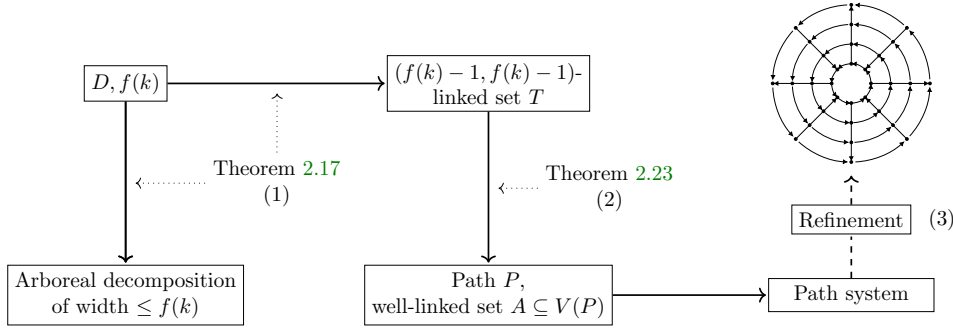 D, f(k)
(f(k) − 1, f(k) − 1)-
linked set T
Theorem 2.17
(1)
Theorem 2.23
(2)
Refinement
(3)
Arboreal decomposition
of width ≤ f(k)
Path P,
well-linked set A ⊆ V(P)
Path system